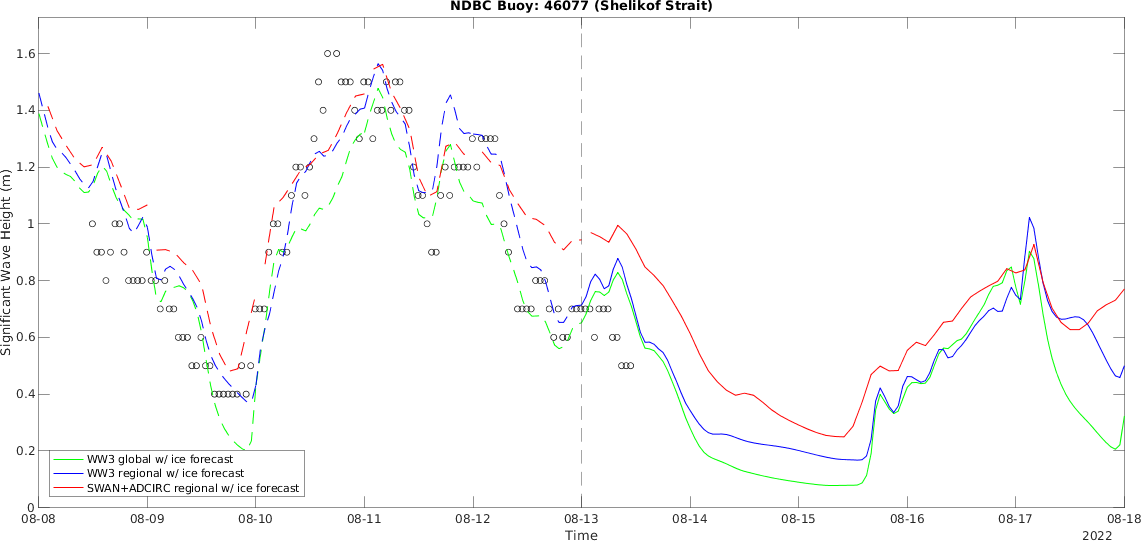 NDBC Buoy: 46077 (Shelikof Strait)
Significant Wave Height (m)
1.6
1.4
1.2
1
0.8
0.6
0.4
0.2
0
WW3 global w/ ice forecast
WW3 regional w/ ice forecast
SWAN+ADCIRC regional w/ ice forecast
08-08 08-09 08-10 08-11 08-12 08-13 08-14 08-15 08-16 08-17 08-18
Time
2022